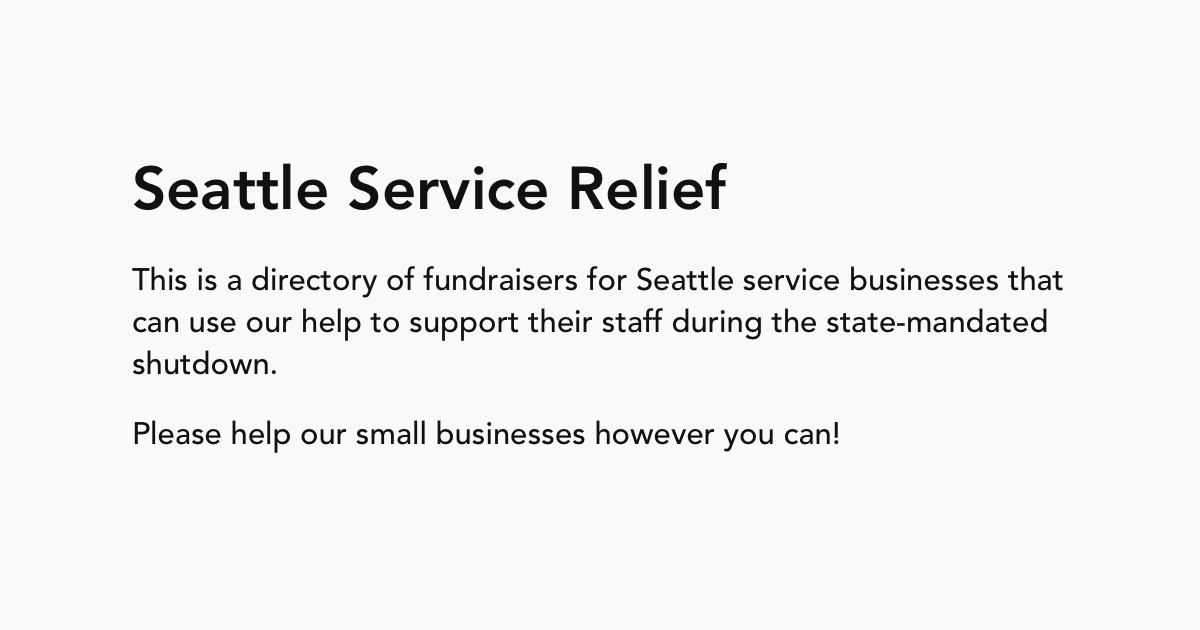 Seattle Service Relief
This is a directory of fundraisers for Seattle service businesses that
can use our help to support their staff during the state-mandated
shutdown.
Please help our small businesses however you can!